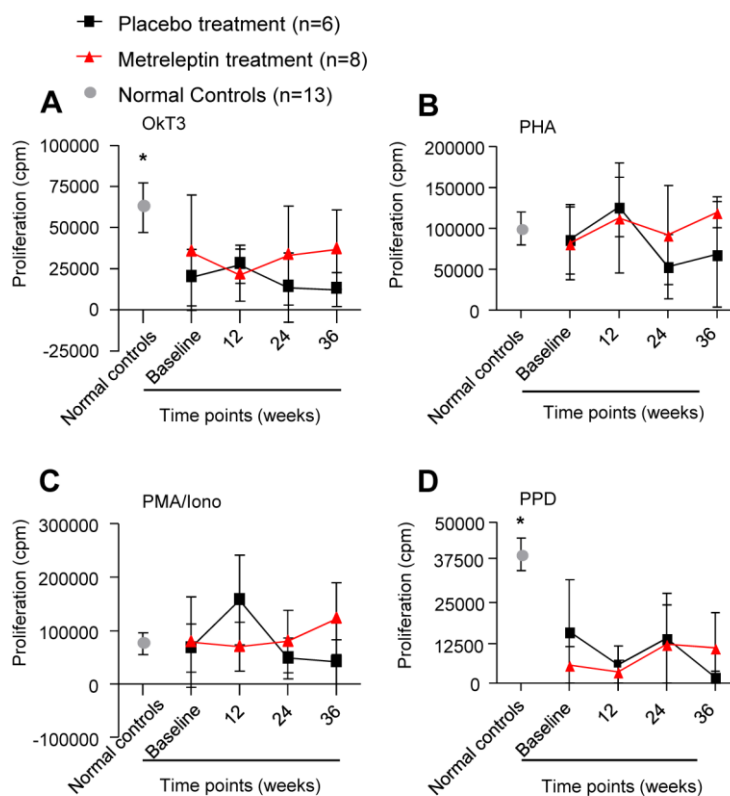 Placebo treatment (n=6)
Metreleptin treatment (n=8)
Normal Controls (n=13)
A
OkT3
Proliferation (cpm)
100000
75000
50000
25000
0
-25000
*
Normal controls
Baseline
12
24
36
Time points (weeks)
B
PHA
Proliferation (cpm)
200000
150000
100000
50000
0
Normal controls
Baseline
12
24
36
Time points (weeks)
C
PMA/Iono
Proliferation (cpm)
300000
200000
100000
0
-100000
Normal controls
Baseline
12
24
36
Time points (weeks)
D
PPD
Proliferation (cpm)
50000
37500
25000
12500
0
*
Normal controls
Baseline
12
24
36
Time points (weeks)